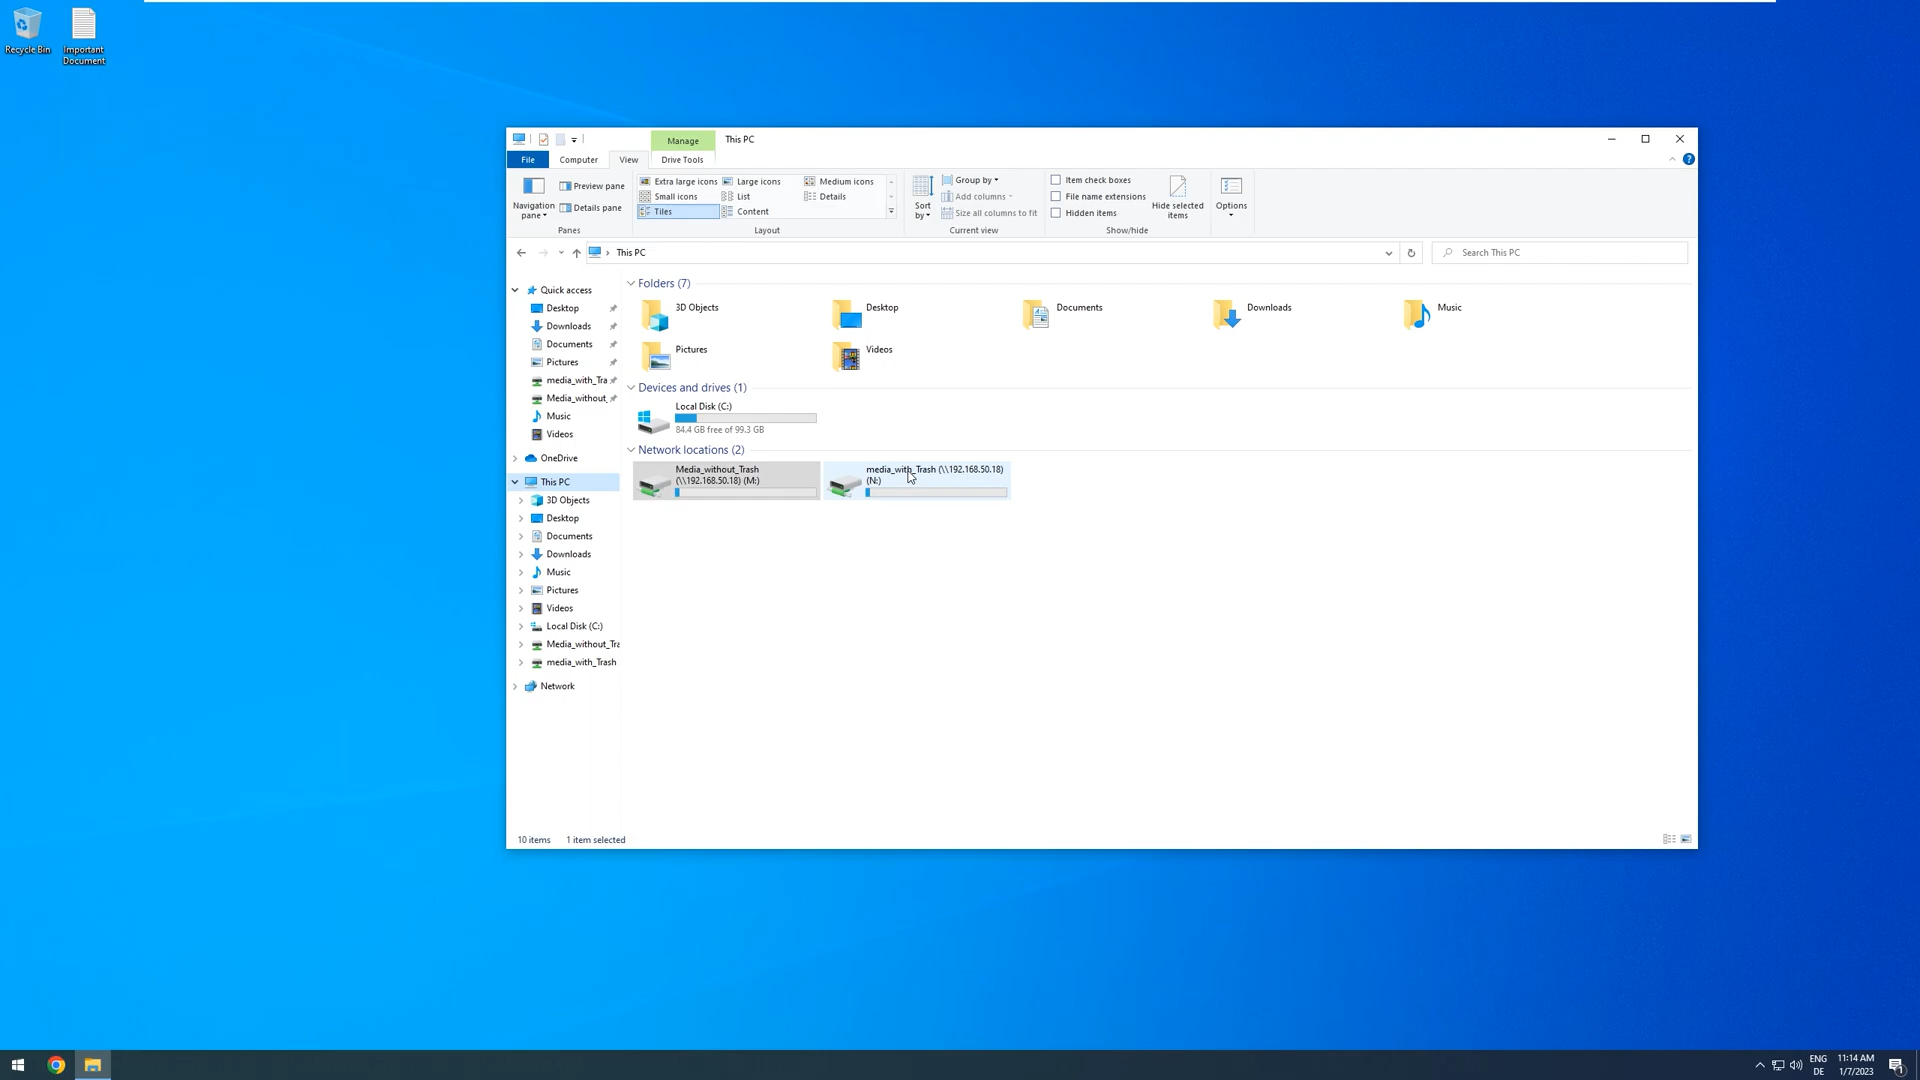 Recycle Bin
Important
Document
Manage
This PC
File
Computer
View
Drive Tools
Navigation
pane
Preview pane
Details pane
Panes
Extra large icons
Large icons
Medium icons
Small icons
List
Details
Tiles
Content
Layout
Sort
by
Group by
Add columns
Size all columns to fit
Current view
Item check boxes
File name extensions
Hidden items
Hide selected
items
Show/hide
Options
This PC
Search This PC
Quick access
Desktop
Downloads
Documents
Pictures
media_with_Tra
Media_without_
Music
Videos
OneDrive
This PC
3D Objects
Desktop
Documents
Downloads
Music
Pictures
Videos
Local Disk (C:)
Media_without_Tra
media_with_Trash
Network
Folders (7)
3D Objects
Desktop
Documents
Downloads
Music
Pictures
Videos
Devices and drives (1)
Local Disk (C:)
84.4 GB free of 99.3 GB
Network locations (2)
Media_without_Trash
(\\192.168.50.18) (M:)
media_with_Trash (\\192.168.50.18)
(N:)
10 items
1 item selected
ENG
DE
11:14 AM
1/7/2023